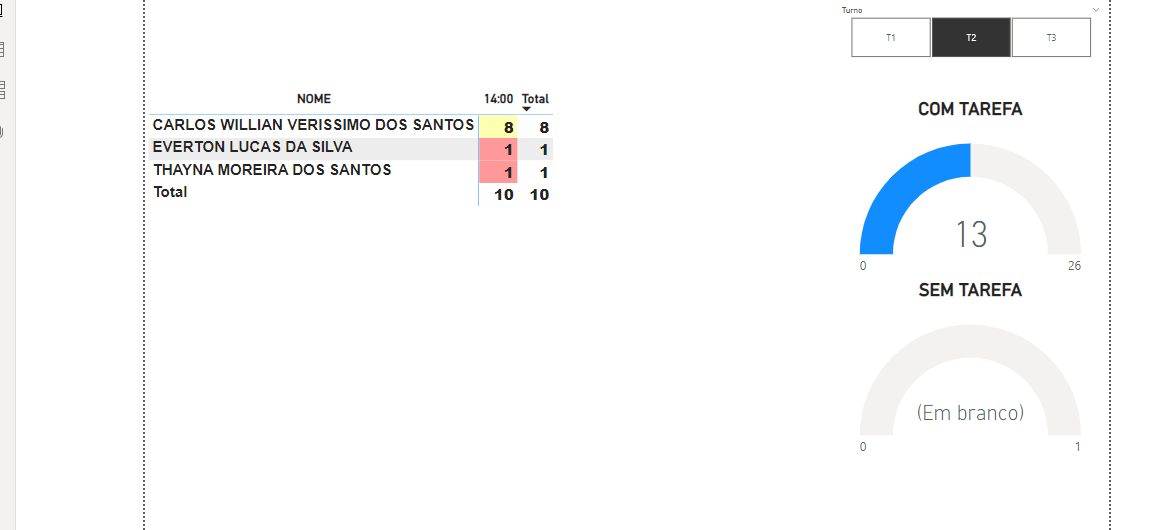 Turno
T1 T2 T3
NOME 14:00 Total
CARLOS WILLIAN VERISSIMO DOS SANTOS 8 8
EVERTON LUCAS DA SILVA 1 1
THAYNA MOREIRA DOS SANTOS 1 1
Total 10 10
COM TAREFA
13
0 26
SEM TAREFA
(Em branco)
0 1